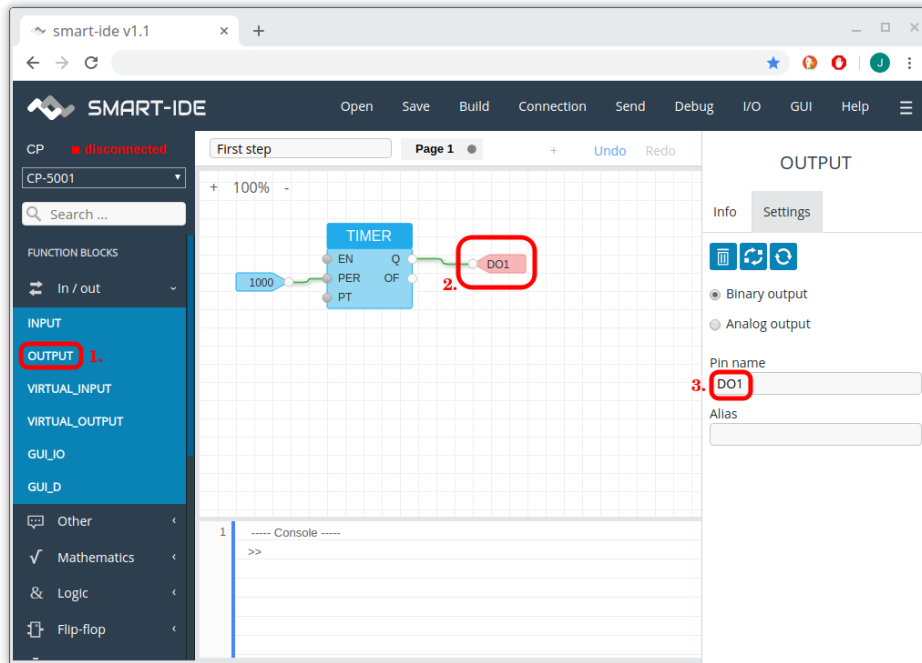 smart-ide v1.1
J
SMART-IDE
Open Save Build Connection Send Debug I/O GUI Help
CP disconnected
CP-5001
Search ...
FUNCTION BLOCKS
In / out
INPUT
OUTPUT 1.
VIRTUAL_INPUT
VIRTUAL_OUTPUT
GUI_IO
GUI_D
Other
Mathematics
& Logic
Flip-flop
First step Page 1 + Undo Redo
+ 100% -
TIMER
EN Q
PER OF
PT
1000
DO1
2.
1 ----- Console -----
>>
OUTPUT
Info Settings
Binary output
Analog output
Pin name
3. DO1
Alias